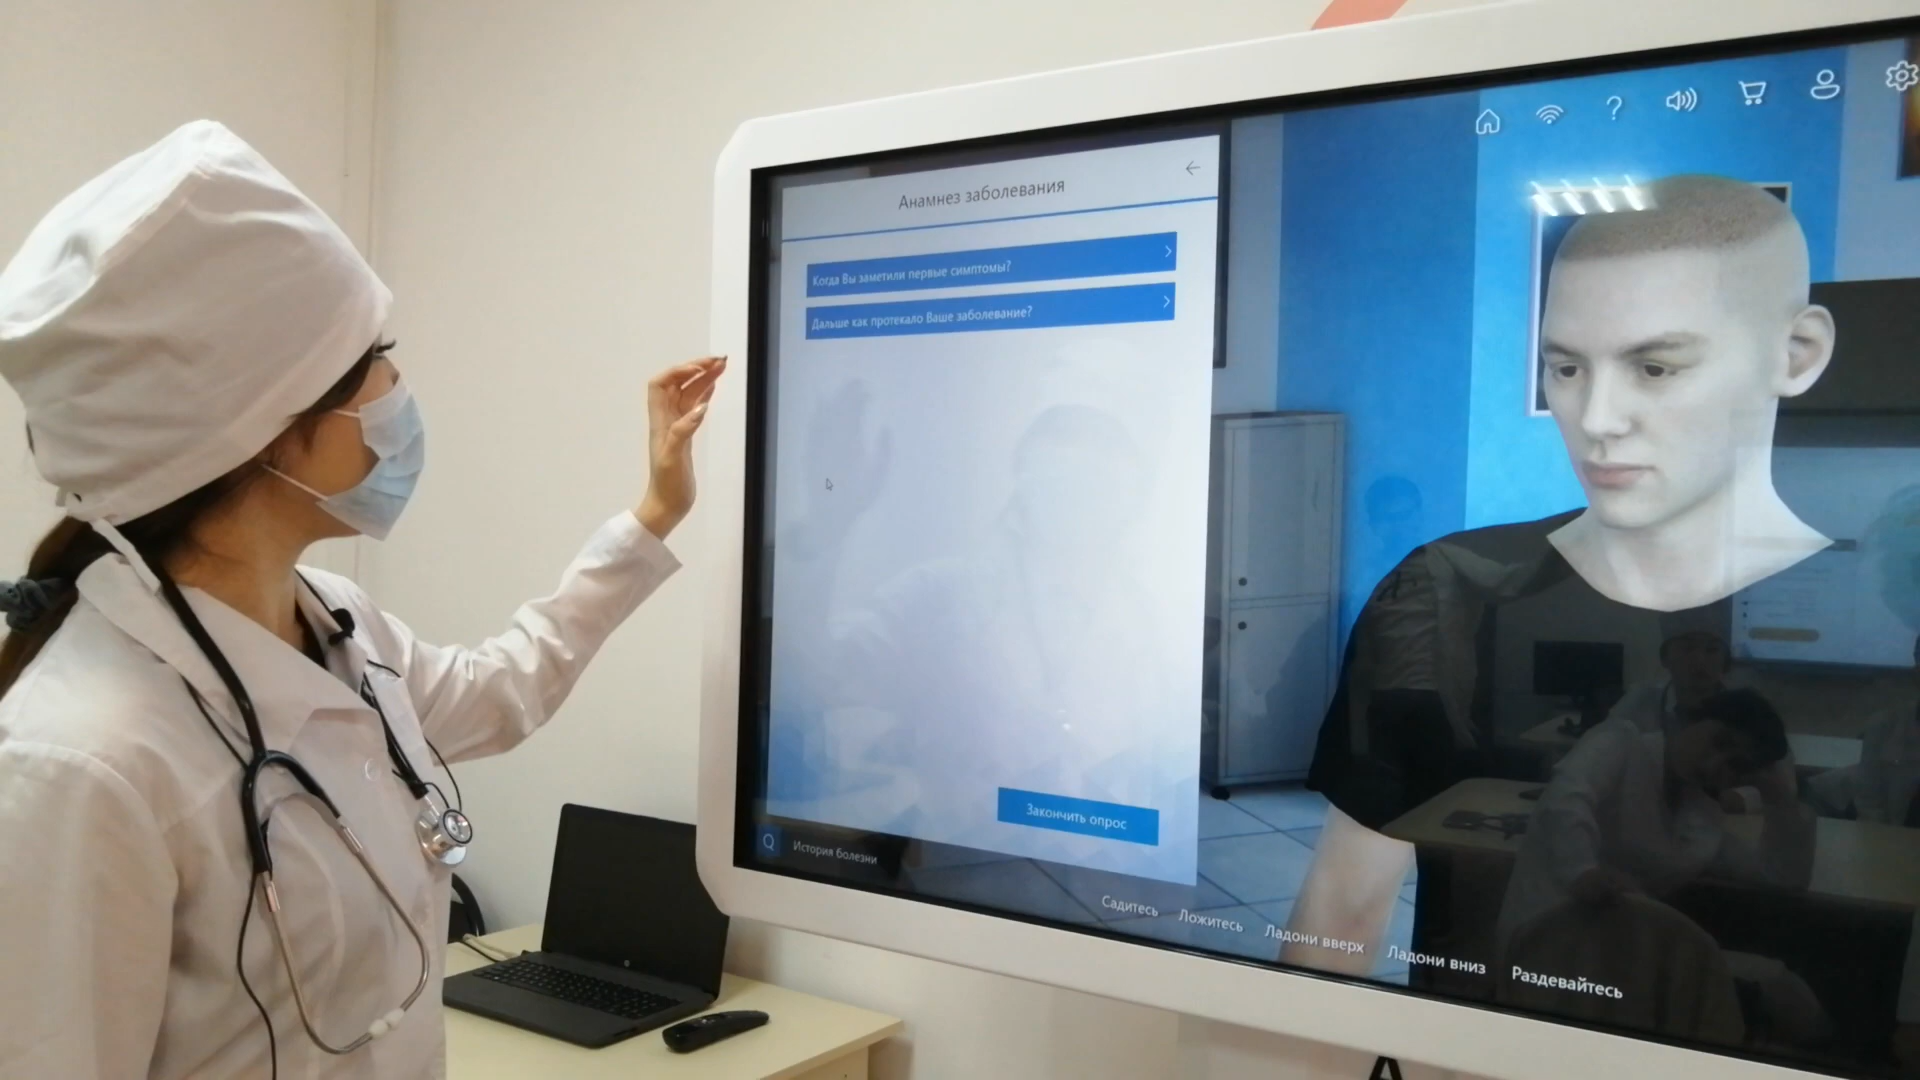 Анамнез заболевания
Когда Вы заметили первые симптомы?
Дальше как протекало Ваше заболевание?
Закончить опрос
История болезни
Садитесь
Ложитесь
Ладони вверх
Ладони вниз
Раздевайтесь